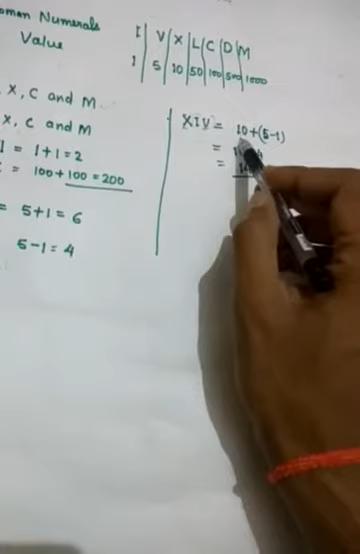 oman Numerals
Value
I V X L C D M
1 5 10 50 100 500 1000
X, C and M.
X, C and M
= 1+1 = 2
= 100 + 100 = 200
= 5+1 = 6
5-1 = 4
XIV = 10+(5-1)
=
=